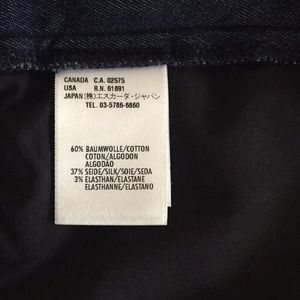 CANADA C.A. 02575
USA R.N. 61891
JAPAN(株)エスカーダ・ジャパン
TEL. 03-5786-6860
60% BAUMWOLLE/COTTON
COTON/ALGODON
ALGODAO
37% SEIDE/SILK/SOIE/SEDA
3% ELASTHAN/ELASTANE
ELASTHANNE/ELASTANO